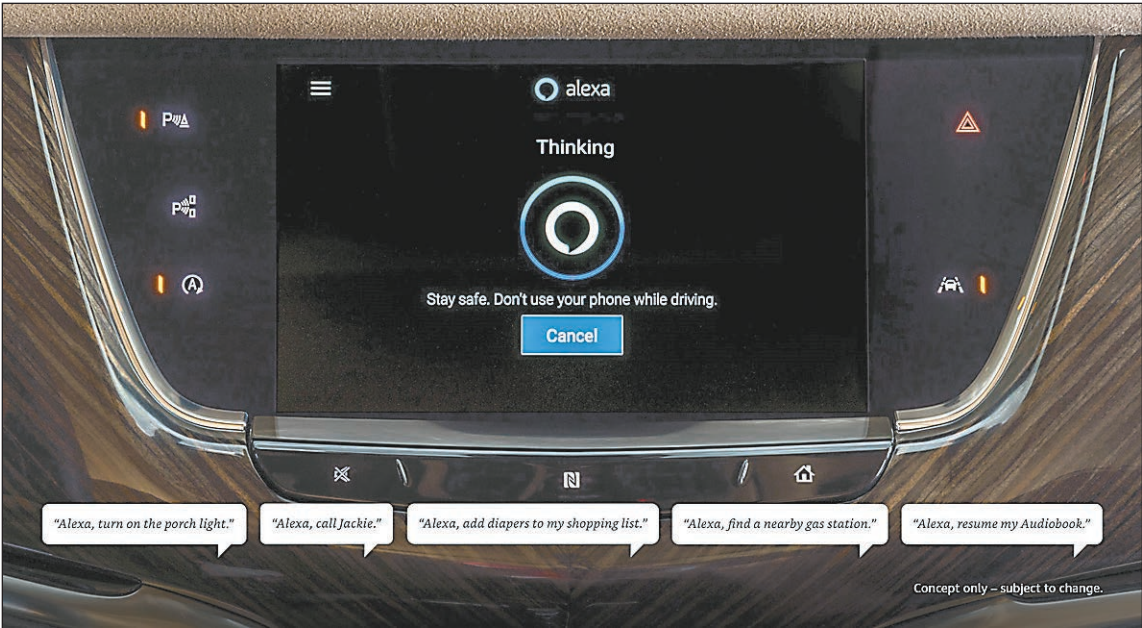 alexa
Thinking
Stay safe. Don't use your phone while driving.
Cancel
“Alexa, turn on the porch light.”
“Alexa, call Jackie.”
“Alexa, add diapers to my shopping list.”
“Alexa, find a nearby gas station.”
“Alexa, resume my Audiobook.”
Concept only – subject to change.